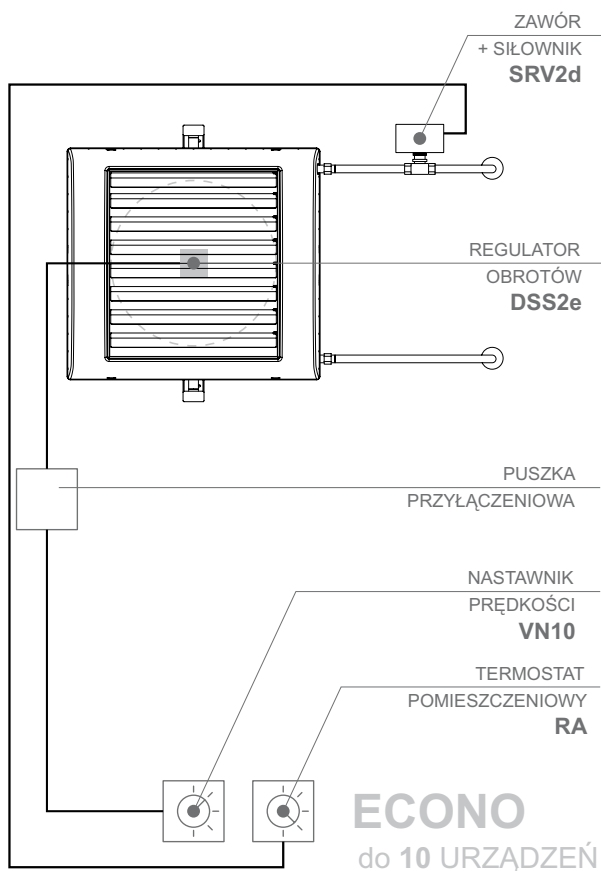 ZAWÓR
+ SIŁOWNIK
SRV2d
REGULATOR
OBROTÓW
DSS2e
PUSZKA
PRZYŁĄCZENIOWA
NASTAWNIK
PRĘDKOŚCI
VN10
TERMOSTAT
POMIESZCZENIOWY
RA
ECONO
do 10 URZĄDZEŃ